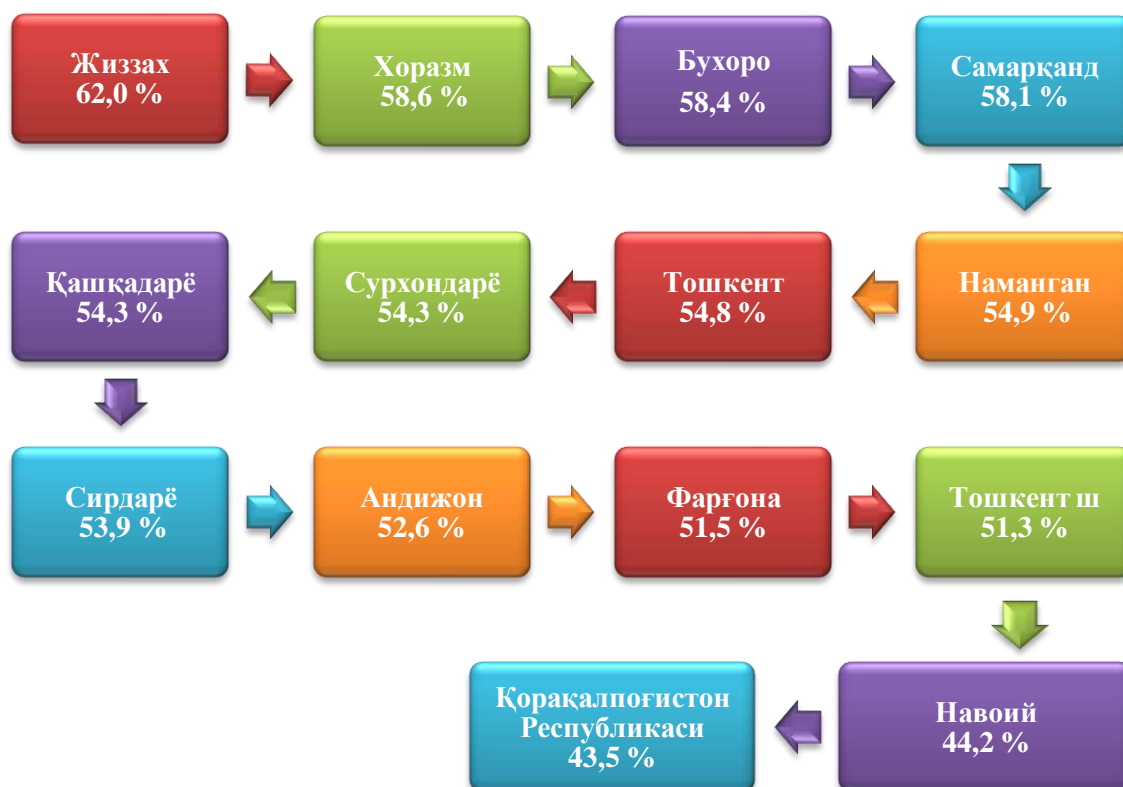 Жиззах
62,0 %
Хоразм
58,6 %
Бухоро
58,4 %
Самарқанд
58,1 %
Наманган
54,9 %
Тошкент
54,8 %
Сурхондарё
54,3 %
Қашқадарё
54,3 %
Сирдарё
53,9 %
Андижон
52,6 %
Фарғона
51,5 %
Тошкент ш
51,3 %
Навоий
44,2 %
Қорақалпоғистон
Республикаси
43,5 %